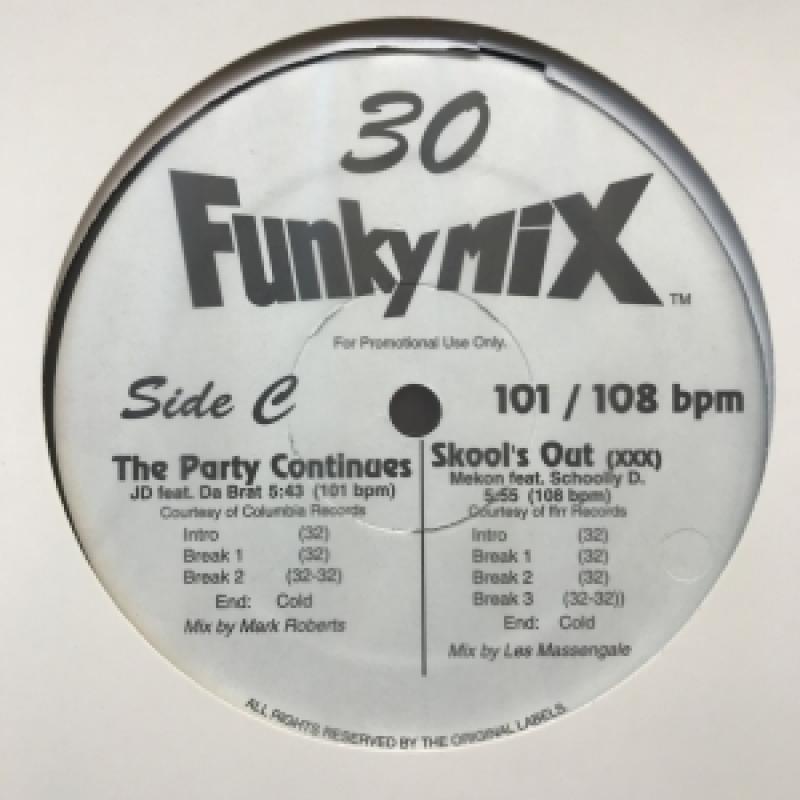 30
Funkymix TM
For Promotional Use Only.
Side C
101 / 108 bpm
The Party Continues
JD feat. Da Brat 5:43 (101 bpm)
Courtesy of Columbia Records
Intro (32)
Break 1 (32)
Break 2 (32-32)
End: Cold
Mix by Mark Roberts
Skool's Out (XXX)
Mekon feat. Schoolly D.
5:55 (108 bpm)
Courtesy of ffrr Records
Intro (32)
Break 1 (32)
Break 2 (32)
Break 3 (32-32))
End: Cold
Mix by Les Massengale
ALL RIGHTS RESERVED BY THE ORIGINAL LABELS.